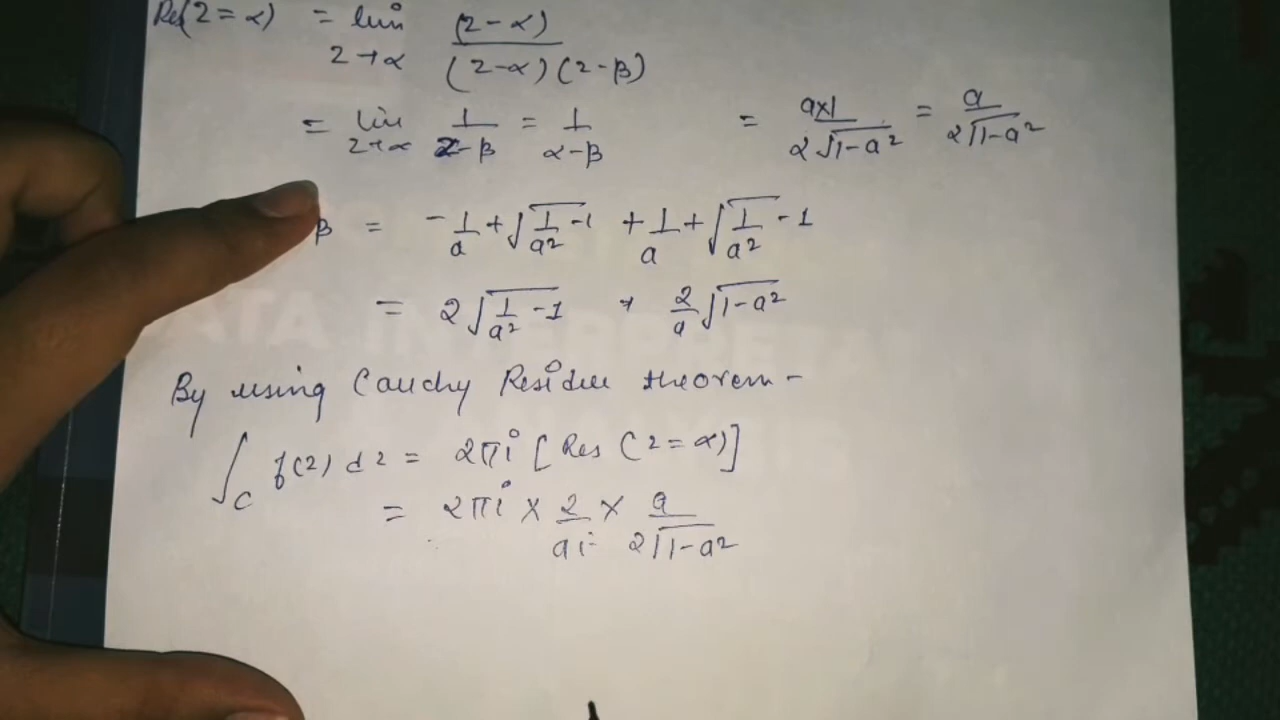 Re(z = α) = lim (z - α)
z → α (z - α) (z - β)
= lim 1 = 1
z → α z - β α - β
= a×1 = a
2√1 - a² 2√1 - a²
β = - 1/a + √1/a² - 1 + 1/a + √1/a² - 1
= 2√1/a² - 1 , 2/a √1 - a²
By using Cauchy Residue theorem -
∫C f(z) dz = 2πi [Res (z = α)]
= 2πi × 2/ai × a/2√1 - a²